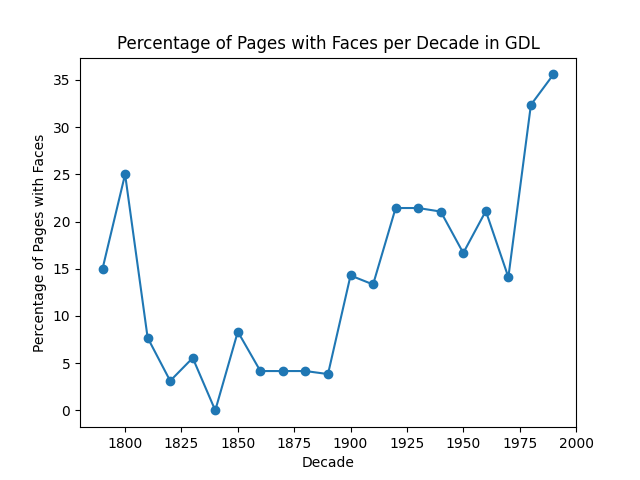 Percentage of Pages with Faces per Decade in GDL
Percentage of Pages with Faces
35
30
25
20
15
10
5
0
1800 1825 1850 1875 1900 1925 1950 1975 2000
Decade